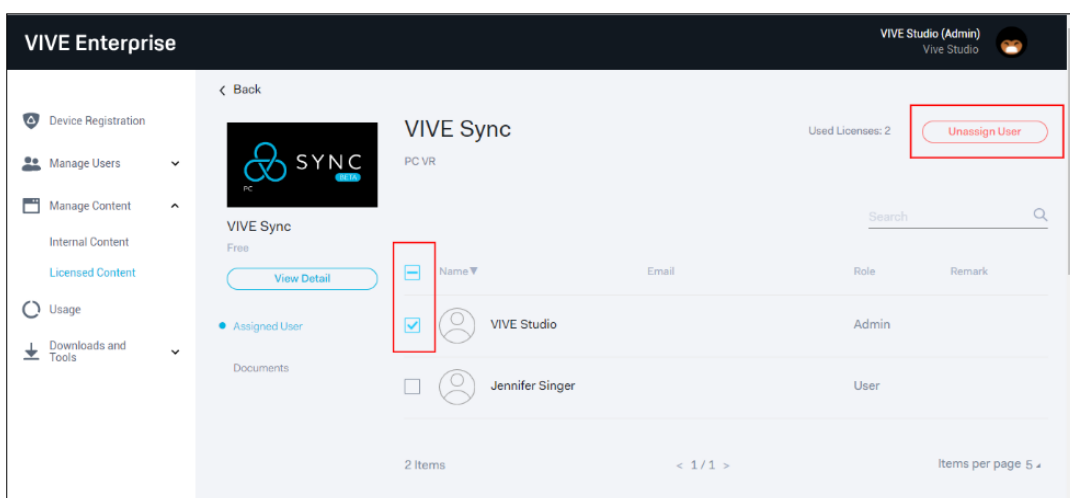 VIVE Enterprise
VIVE Studio (Admin)
Vive Studio
Back
Device Registration
Manage Users
Manage Content
Internal Content
Licensed Content
Usage
Downloads and
Tools
SYNC
BETA
PC
VIVE Sync
Free
View Detail
Assigned User
Documents
VIVE Sync
PC VR
Used Licenses: 2
Unassign User
Search
Name▼ Email Role Remark
VIVE Studio Admin
Jennifer Singer User
2 Items < 1 / 1 > Items per page 5